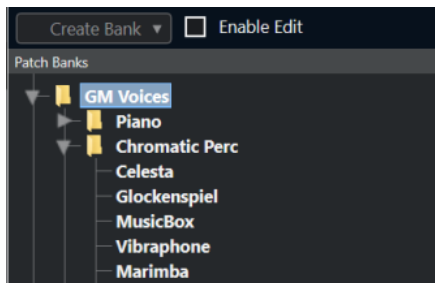 Create Bank
Enable Edit
Patch Banks
GM Voices
Piano
Chromatic Perc
Celesta
Glockenspiel
MusicBox
Vibraphone
Marimba